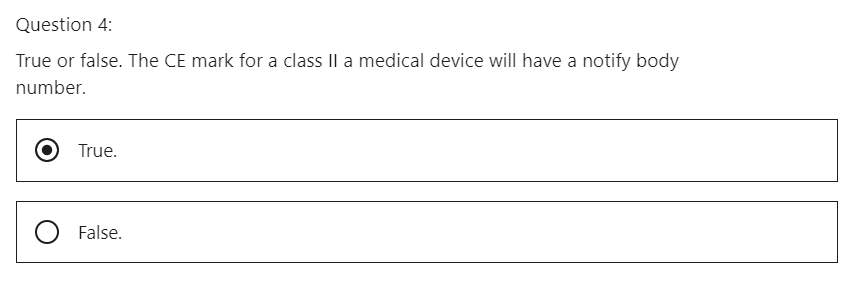 Question 4:
True or false. The CE mark for a class II a medical device will have a notify body
number.
True.
False.